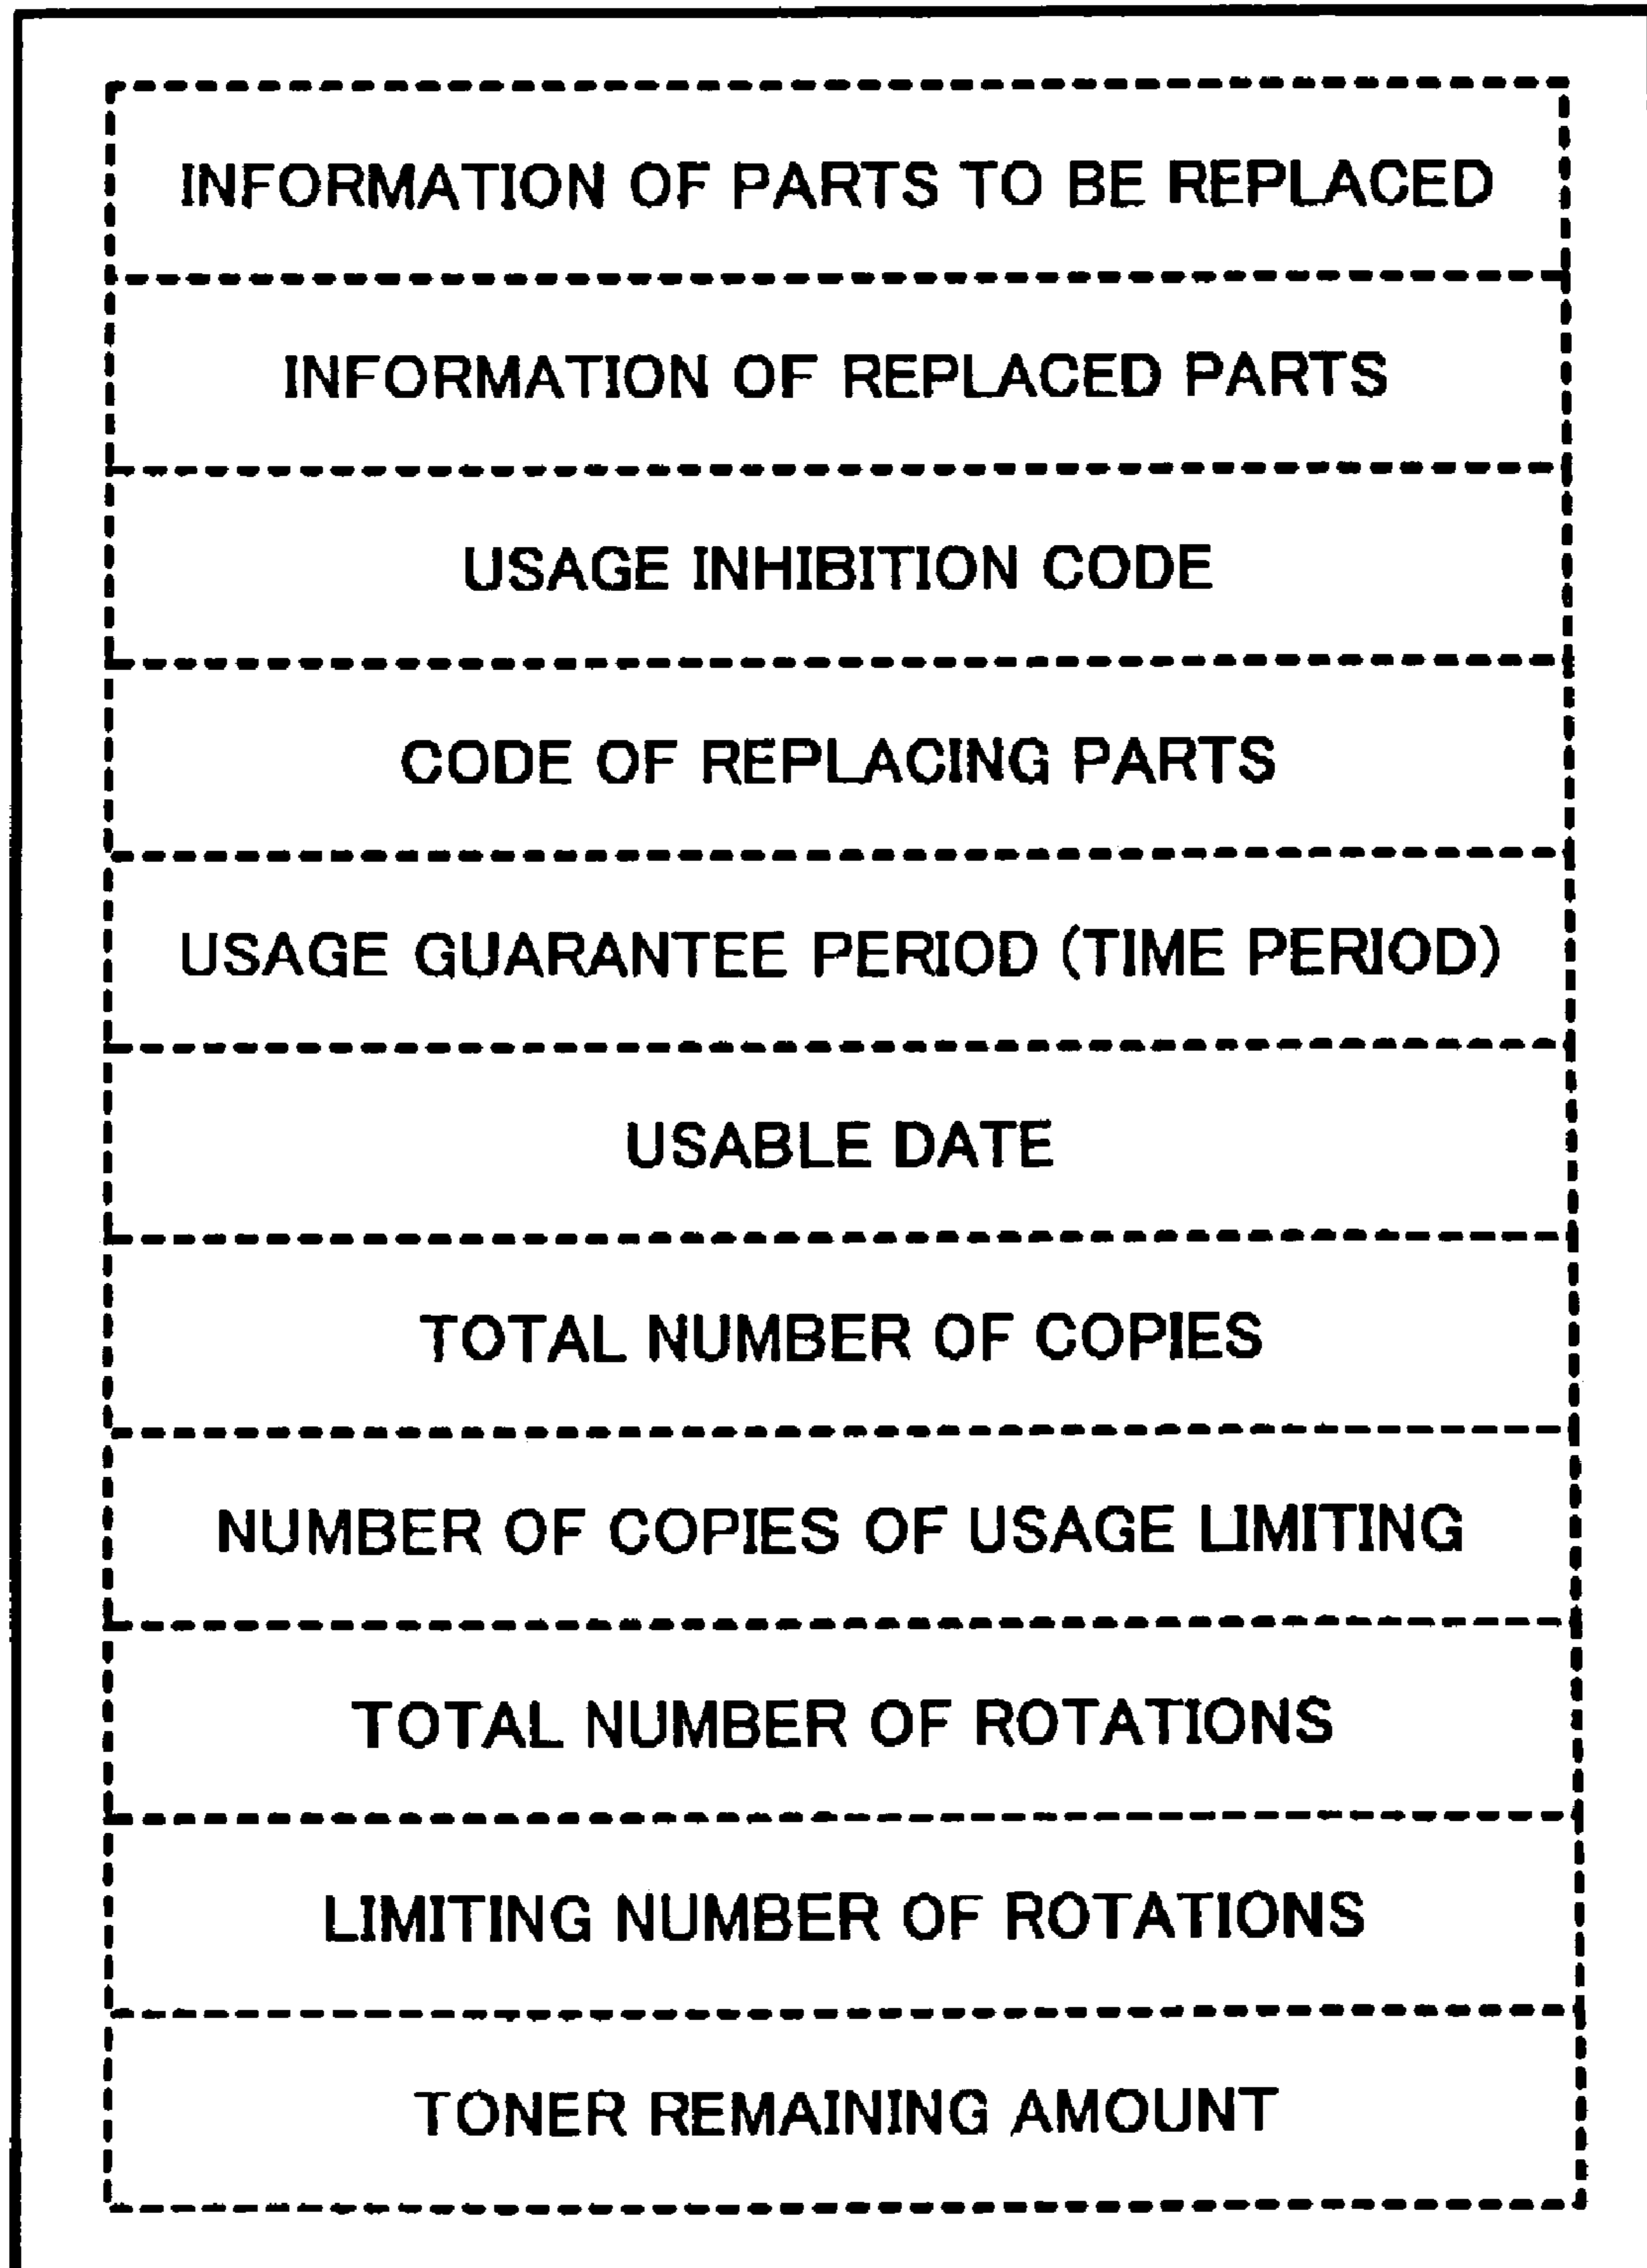 INFORMATION OF PARTS TO BE REPLACED
INFORMATION OF REPLACED PARTS
USAGE INHIBITION CODE
CODE OF REPLACING PARTS
USAGE GUARANTEE PERIOD (TIME PERIOD)
USABLE DATE
TOTAL NUMBER OF COPIES
NUMBER OF COPIES OF USAGE LIMITING
TOTAL NUMBER OF ROTATIONS
LIMITING NUMBER OF ROTATIONS
TONER REMAINING AMOUNT